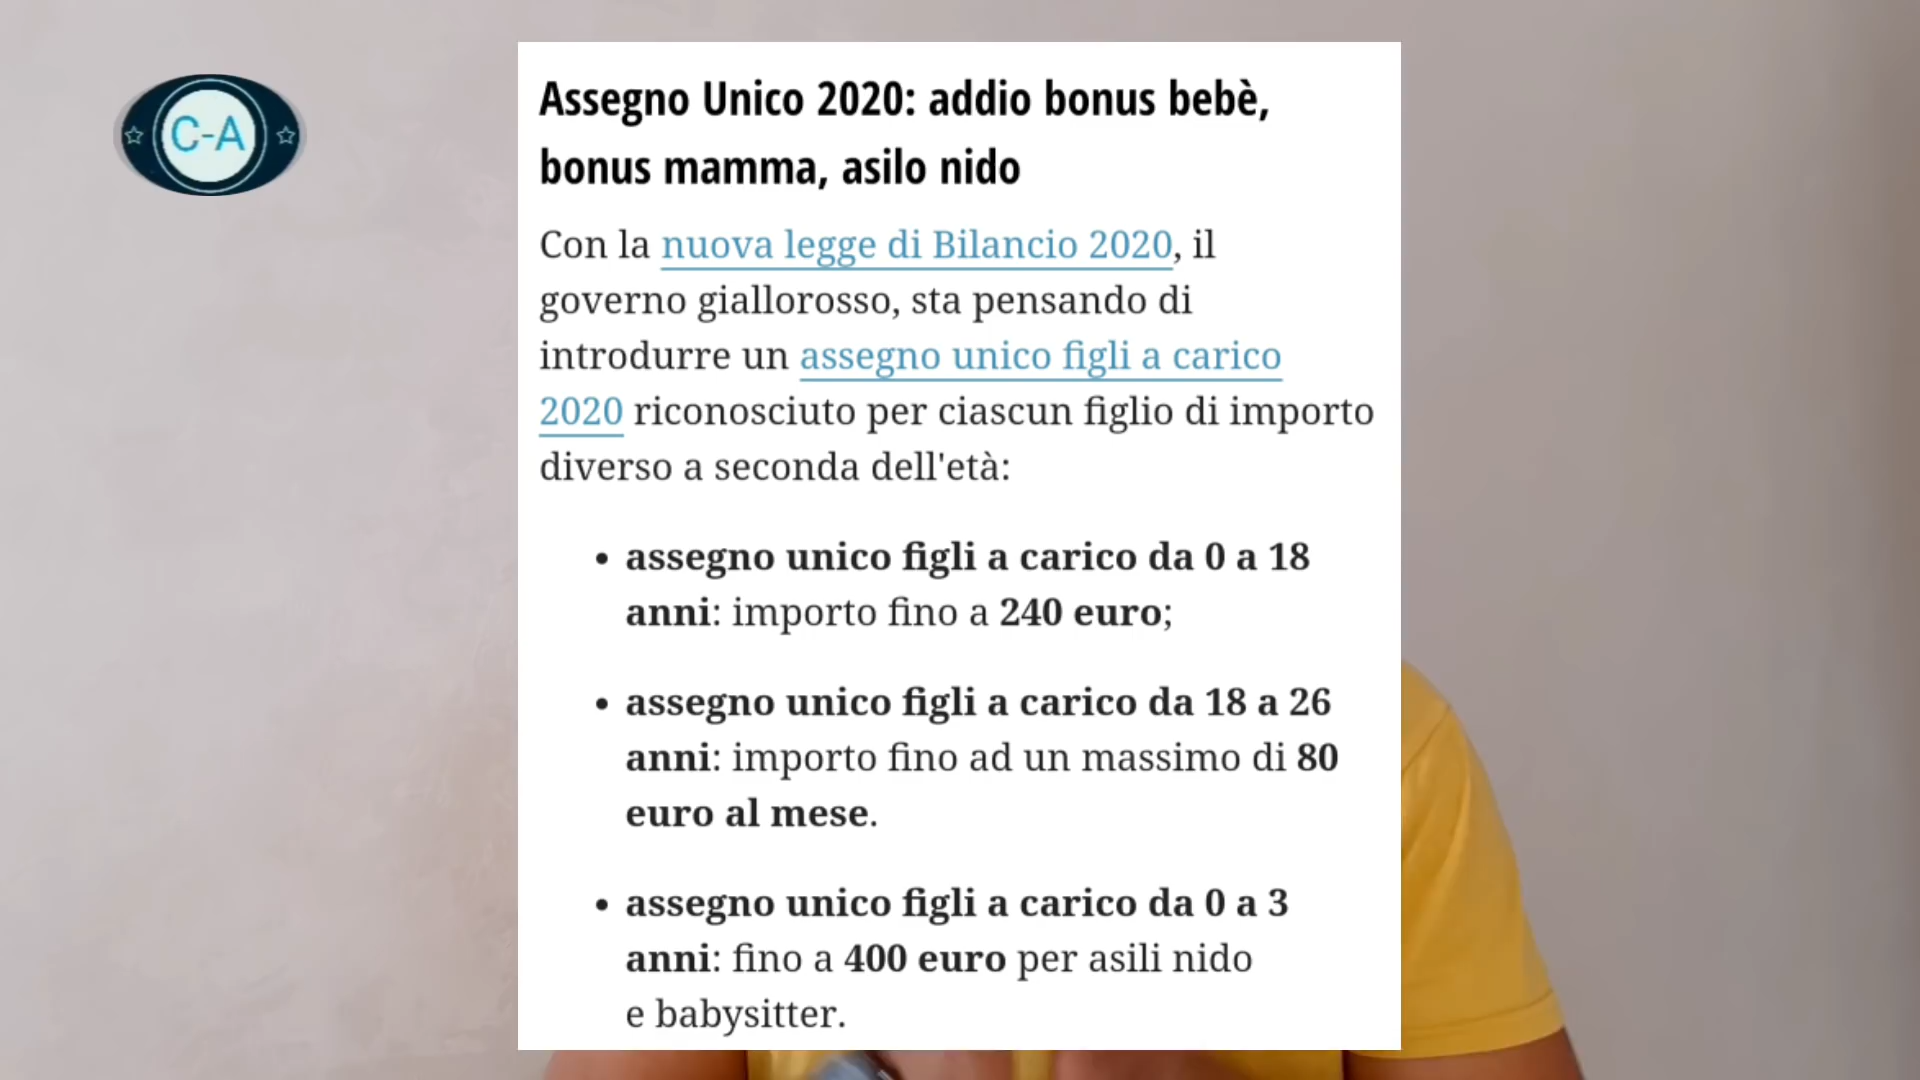 C-A
Assegno Unico 2020: addio bonus bebè,
bonus mamma, asilo nido
Con la nuova legge di Bilancio 2020, il
governo giallorosso, sta pensando di
introdurre un assegno unico figli a carico
2020 riconosciuto per ciascun figlio di importo
diverso a seconda dell'età:
• assegno unico figli a carico da 0 a 18
anni: importo fino a 240 euro;
• assegno unico figli a carico da 18 a 26
anni: importo fino ad un massimo di 80
euro al mese.
• assegno unico figli a carico da 0 a 3
anni: fino a 400 euro per asili nido
e babysitter.